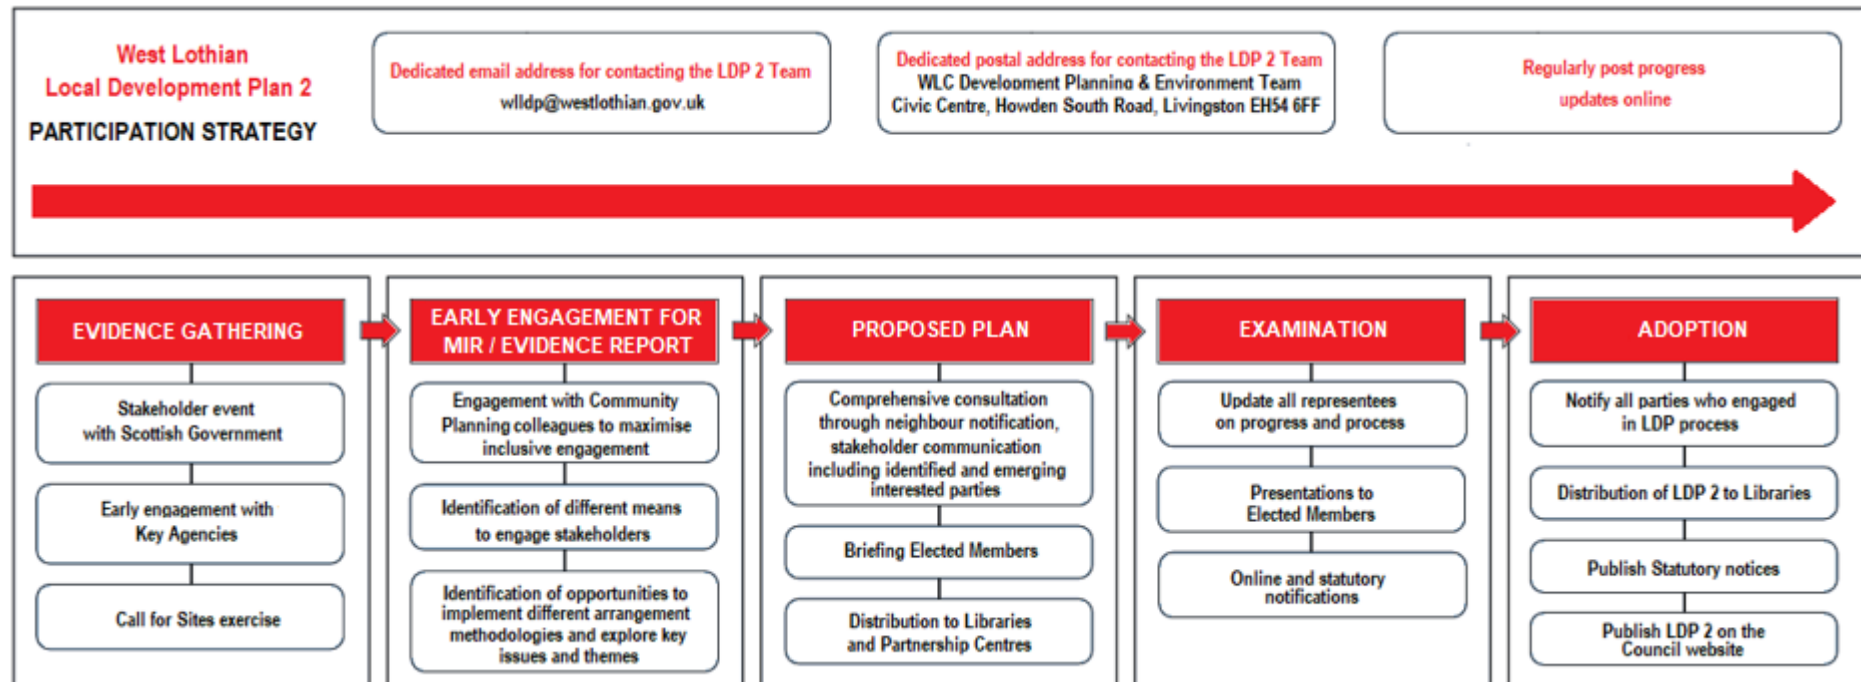 West Lothian
Local Development Plan 2
PARTICIPATION STRATEGY
Dedicated email address for contacting the LDP 2 Team
wlldp@westlothian.gov.uk
Dedicated postal address for contacting the LDP 2 Team
WLC Development Planning & Environment Team
Civic Centre, Howden South Road, Livingston EH54 6FF
Regularly post progress
updates online
EVIDENCE GATHERING
Stakeholder event
with Scottish Government
Early engagement with
Key Agencies
Call for Sites exercise
EARLY ENGAGEMENT FOR
MIR / EVIDENCE REPORT
Engagement with Community
Planning colleagues to maximise
inclusive engagement
Identification of different means
to engage stakeholders
Identification of opportunities to
implement different arrangement
methodologies and explore key
issues and themes
PROPOSED PLAN
Comprehensive consultation
through neighbour notification,
stakeholder communication
including identified and emerging
interested parties
Briefing Elected Members
Distribution to Libraries
and Partnership Centres
EXAMINATION
Update all representees
on progress and process
Presentations to
Elected Members
Online and statutory
notifications
ADOPTION
Notify all parties who engaged
in LDP process
Distribution of LDP 2 to Libraries
Publish Statutory notices
Publish LDP 2 on the
Council website